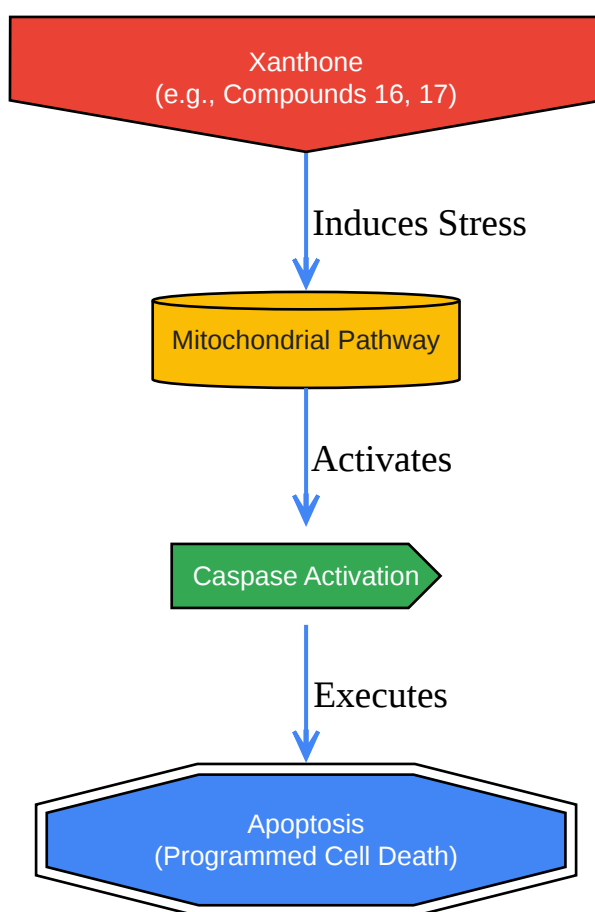 Xanthone
(e.g., Compounds 16, 17)
Induces Stress
Mitochondrial Pathway
Activates
Caspase Activation
Executes
Apoptosis
(Programmed Cell Death)